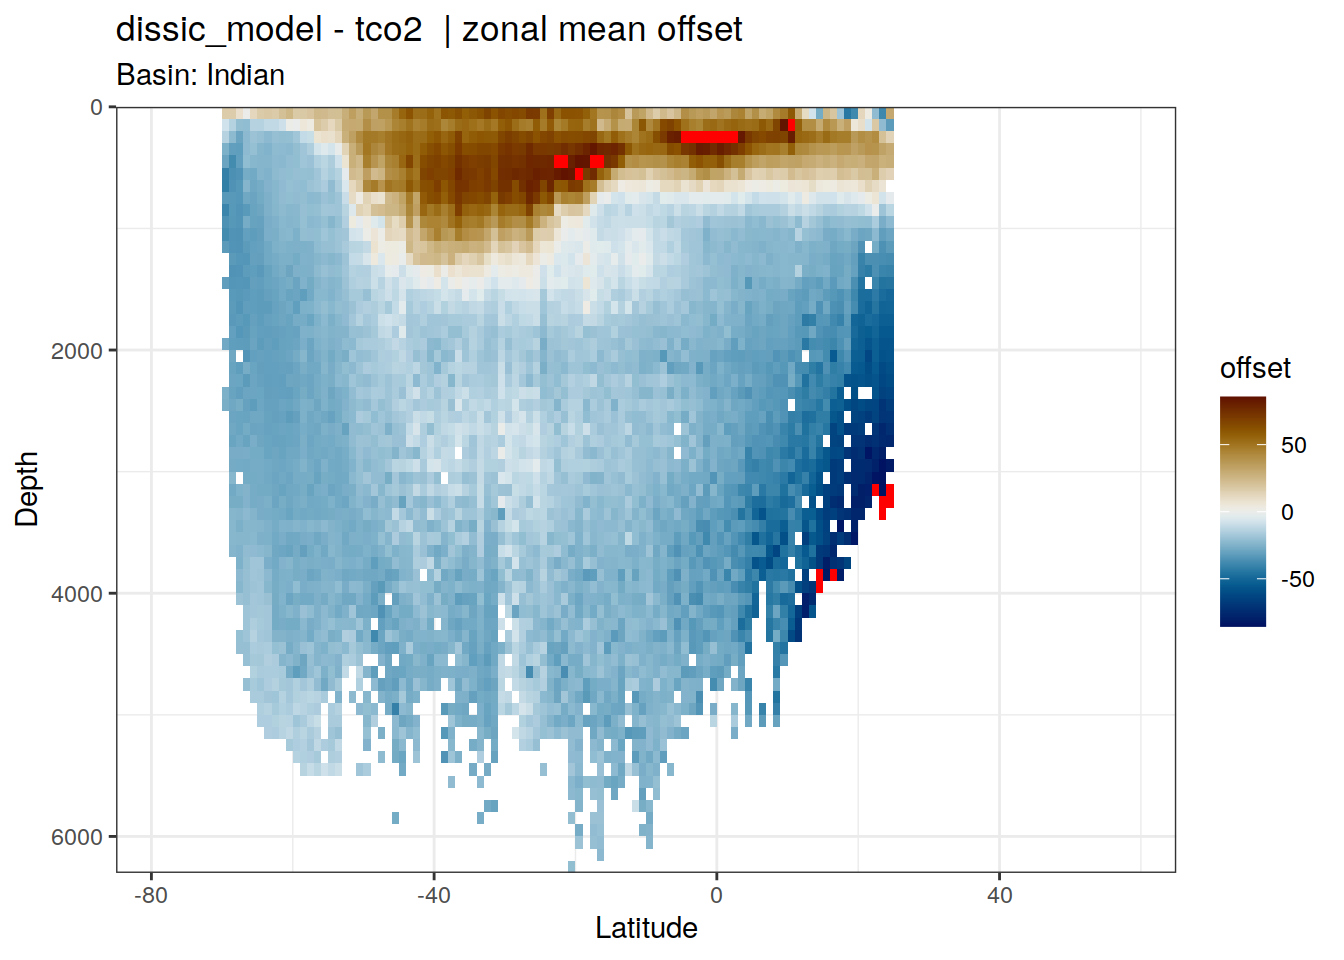 dissic_model - tco2  | zonal mean offset
Basin: Indian
0
2000
4000
6000
Depth
-80
-40
0
40
Latitude
offset
50
0
-50